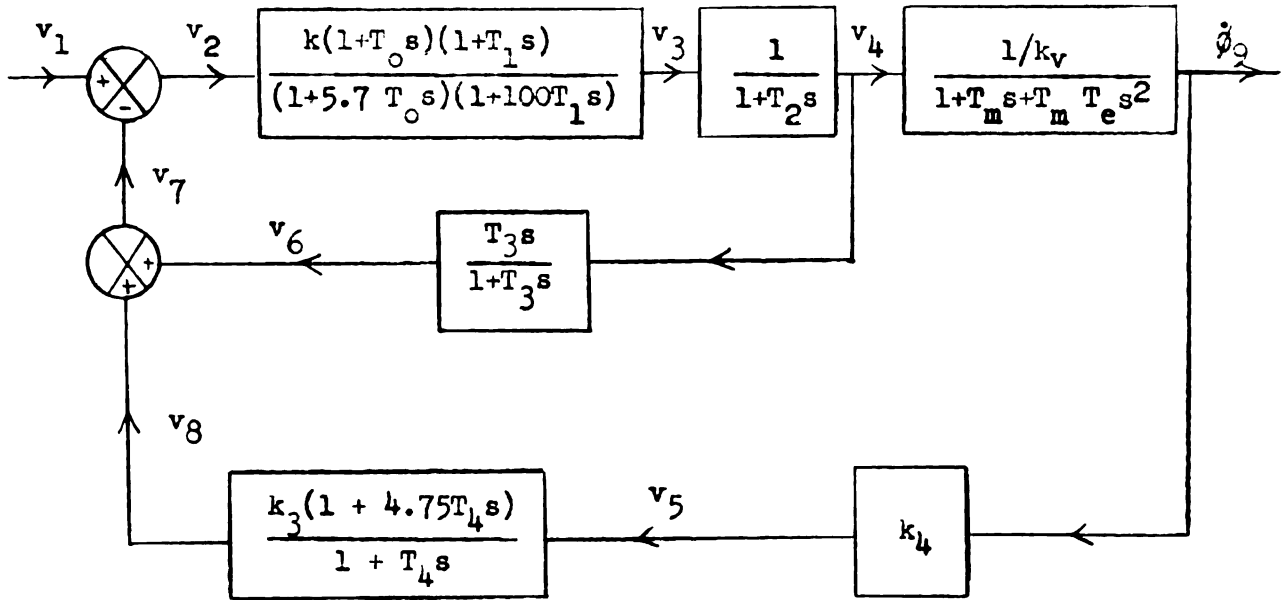 v₁
+
-
v₂
k(1+T₀s)(1+T₁s)
(1+5.7 T₀s)(1+100T₁s)
v₃
1
1+T₂s
v₄
1/kᵥ
1+Tₘs+Tₘ Tₑs²
φ̇₀
v₇
+
+
v₆
T₃s
1+T₃s
v₈
k₃(1 + 4.75T₄s)
1 + T₄s
v₅
k₄